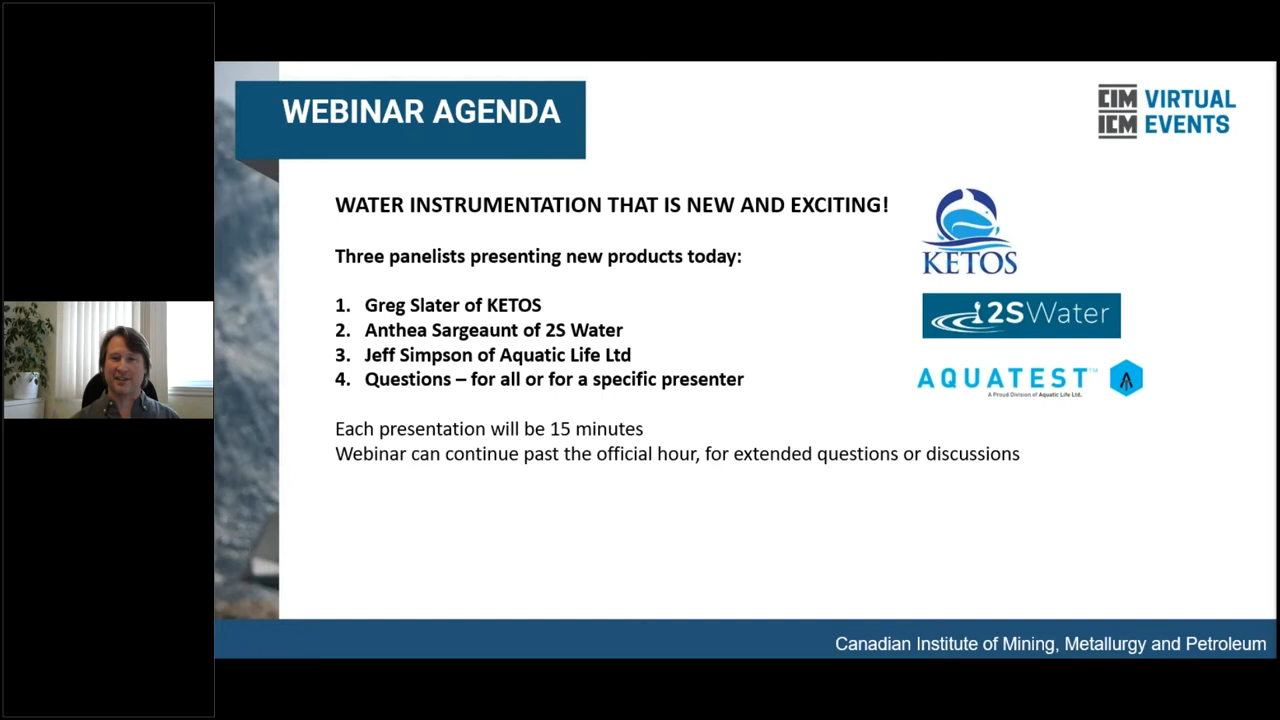 WEBINAR AGENDA
CIM VIRTUAL
ICM EVENTS
WATER INSTRUMENTATION THAT IS NEW AND EXCITING!
Three panelists presenting new products today:
1. Greg Slater of KETOS
2. Anthea Sargeaunt of 2S Water
3. Jeff Simpson of Aquatic Life Ltd
4. Questions – for all or for a specific presenter
Each presentation will be 15 minutes
Webinar can continue past the official hour, for extended questions or discussions
KETOS
2SWater
AQUATEST™
A Proud Division of Aquatic Life Ltd.
Canadian Institute of Mining, Metallurgy and Petroleum